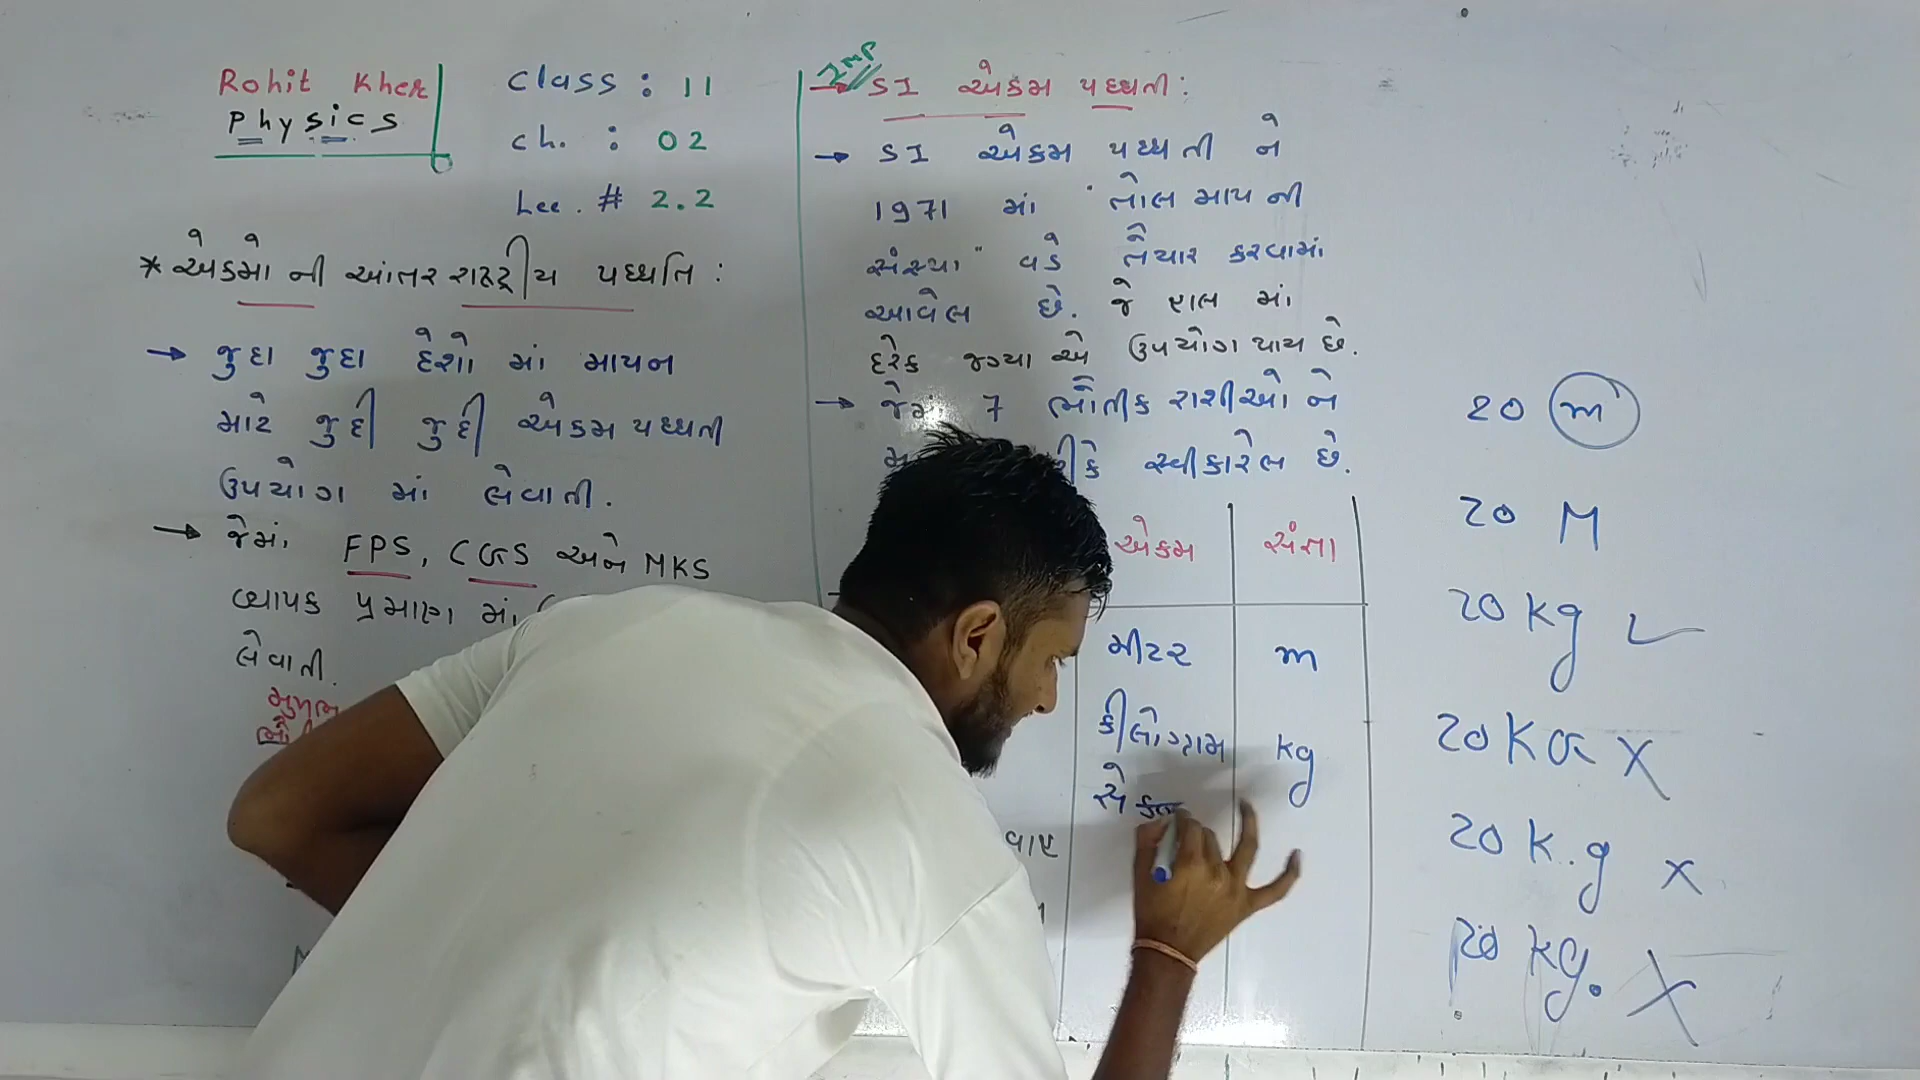 Rohit Kher
Physics
Class : 11
ch. : 02
Lec. # 2.2
* એકમો ની આંતર રાષ્ટ્રીય પધ્ધતિ :
→ જુદા જુદા દેશો માં માપન
માટે જુદી જુદી એકમ પધ્ધતી
ઉપયોગ માં લેવાતી.
→ જેમાં FPS, CGS અને MKS
વ્યાપક પ્રમાણ માં
લેવાતી.
Imp
→ SI એકમ પધ્ધતી :
→ SI એકમ પધ્ધતી ને
1971 માં "તોલ માપ ની
સંસ્થા" વડે તૈયાર કરવામાં
આવેલ છે. જે હાલ માં
દરેક જગ્યા એ ઉપયોગ થાય છે.
→ જેમાં 7 ભૌતીક રાશીઓ ને
સ્વીકારેલ છે.
એકમ સંજ્ઞા
મીટર m
કીલોગ્રામ kg
20 m
20 M
20 kg ✓
20 KG X
20 K.g X
20 kg. X